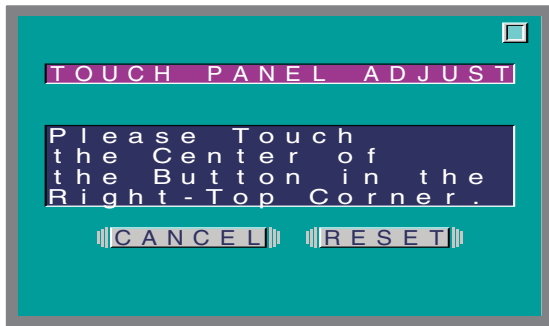 TOUCH PANEL ADJUST
Please Touch
the Center of
the Button in the
Right-Top Corner.
CANCEL RESET